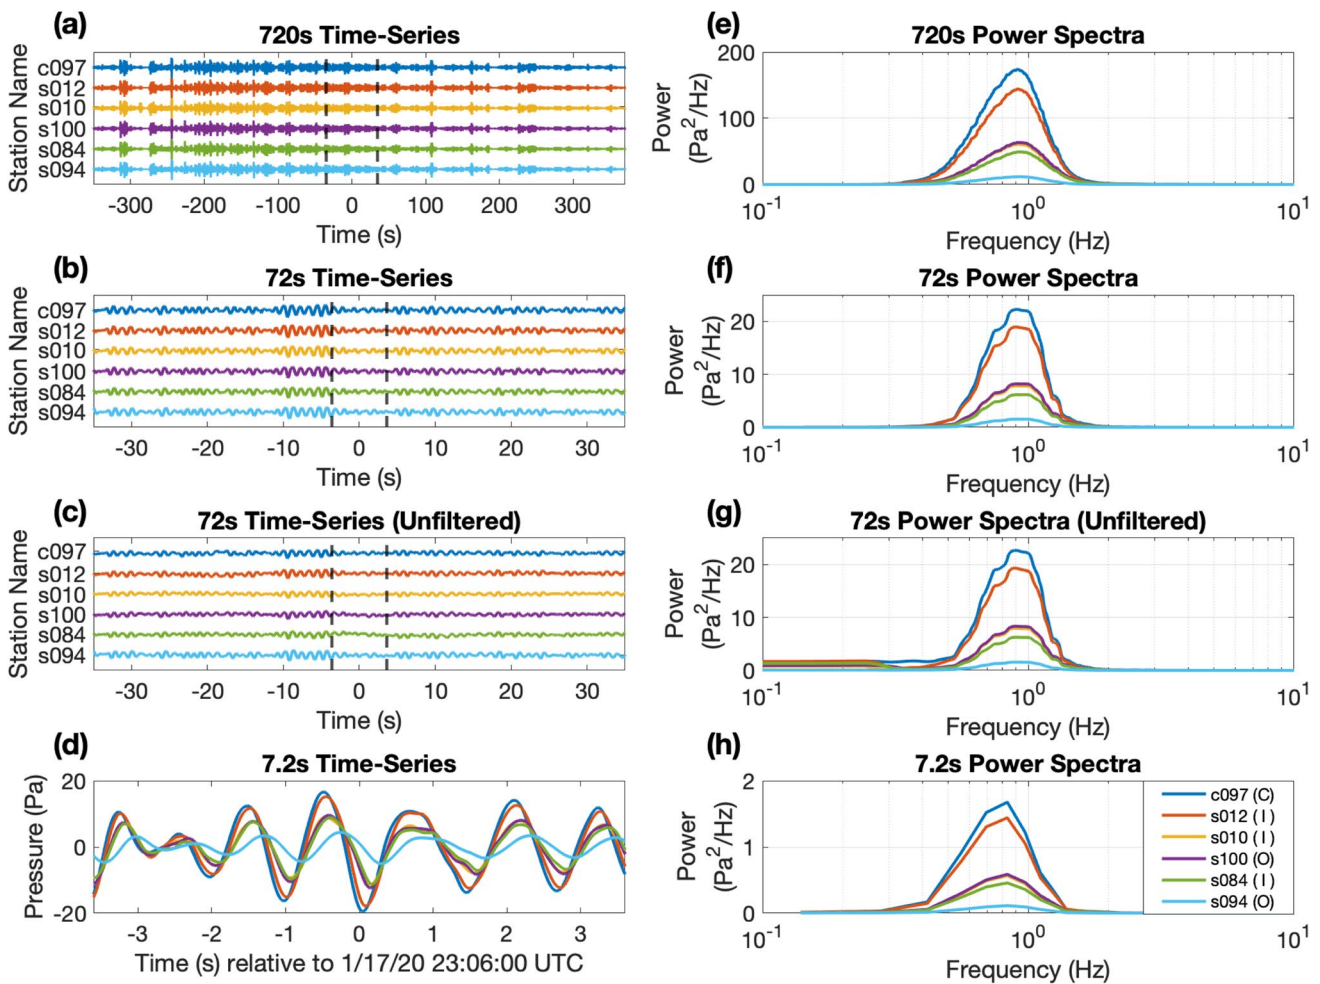 (a)
720s Time-Series
Station Name
c097
s012
s010
s100
s084
s094
-300 -200 -100 0 100 200 300
Time (s)
(b)
72s Time-Series
Station Name
c097
s012
s010
s100
s084
s094
-30 -20 -10 0 10 20 30
Time (s)
(c)
72s Time-Series (Unfiltered)
Station Name
c097
s012
s010
s100
s084
s094
-30 -20 -10 0 10 20 30
Time (s)
(d)
7.2s Time-Series
Pressure (Pa)
20
0
-20
-3 -2 -1 0 1 2 3
Time (s) relative to 1/17/20 23:06:00 UTC
(e)
720s Power Spectra
Power
(Pa²/Hz)
200
100
0
10⁻¹ 10⁰ 10¹
Frequency (Hz)
(f)
72s Power Spectra
Power
(Pa²/Hz)
20
10
0
10⁻¹ 10⁰ 10¹
Frequency (Hz)
(g)
72s Power Spectra (Unfiltered)
Power
(Pa²/Hz)
20
10
0
10⁻¹ 10⁰ 10¹
Frequency (Hz)
(h)
7.2s Power Spectra
Power
(Pa²/Hz)
2
1
0
10⁻¹ 10⁰ 10¹
Frequency (Hz)
c097 (C)
s012 ( I )
s010 ( I )
s100 (O)
s084 ( I )
s094 (O)